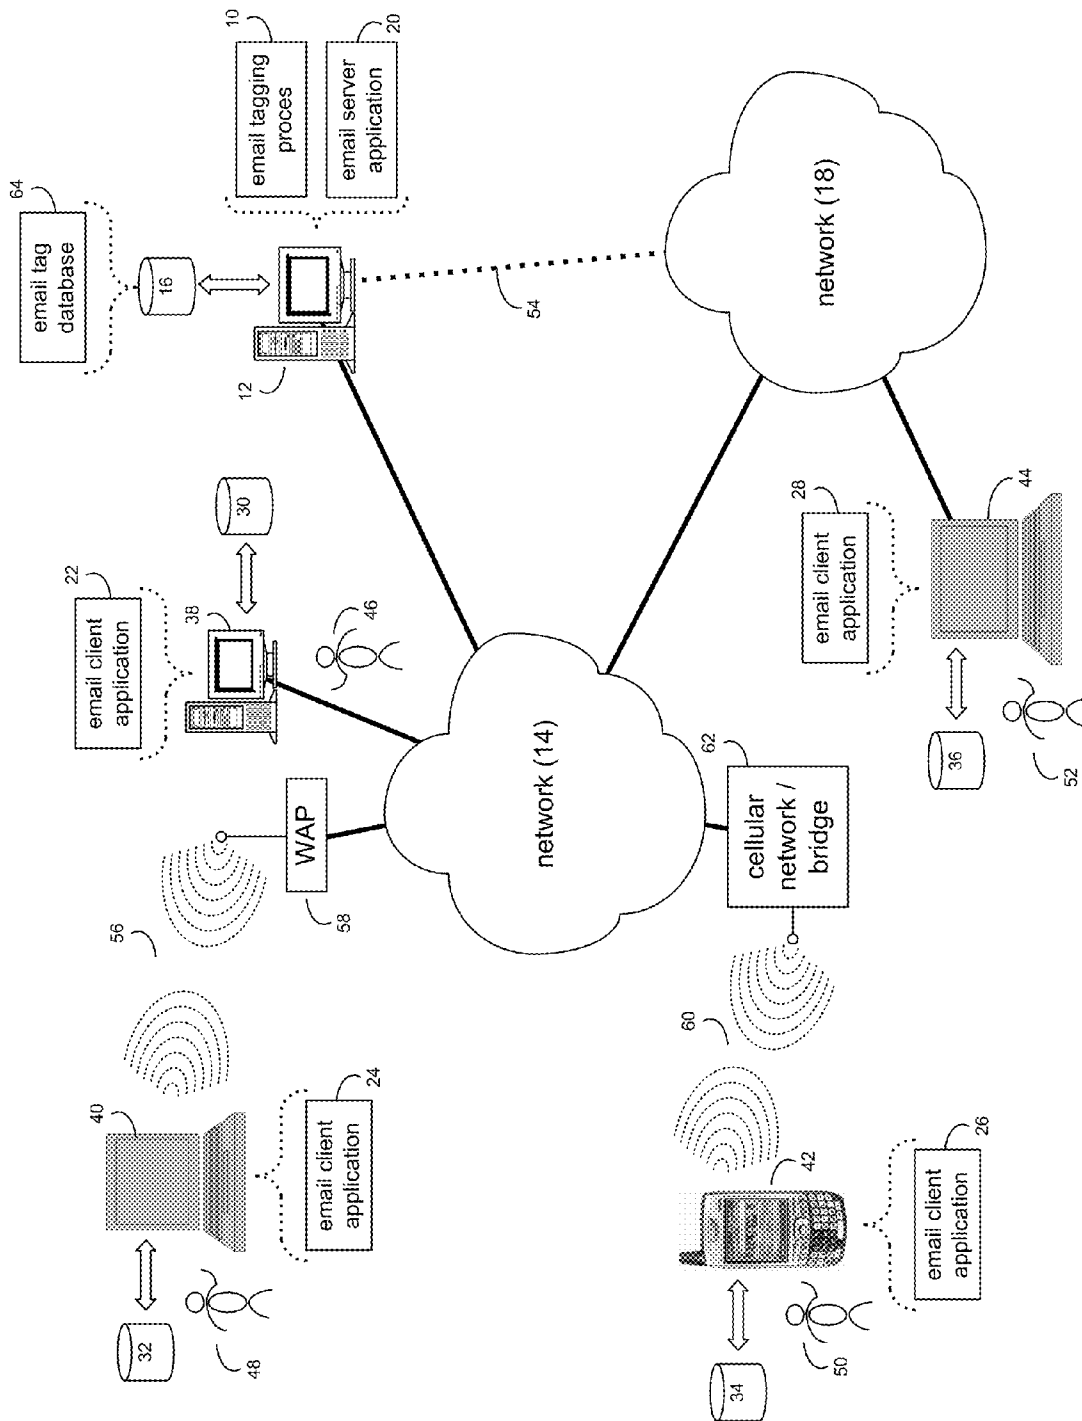 64
email tag
database
16
10
email tagging
proces
20
email server
application
12
22
email client
application
38
30
46
40
32
48
24
email client
application
56
WAP
58
network (14)
54
network (18)
60
62
cellular
network /
bridge
42
34
50
26
email client
application
28
email client
application
44
36
52